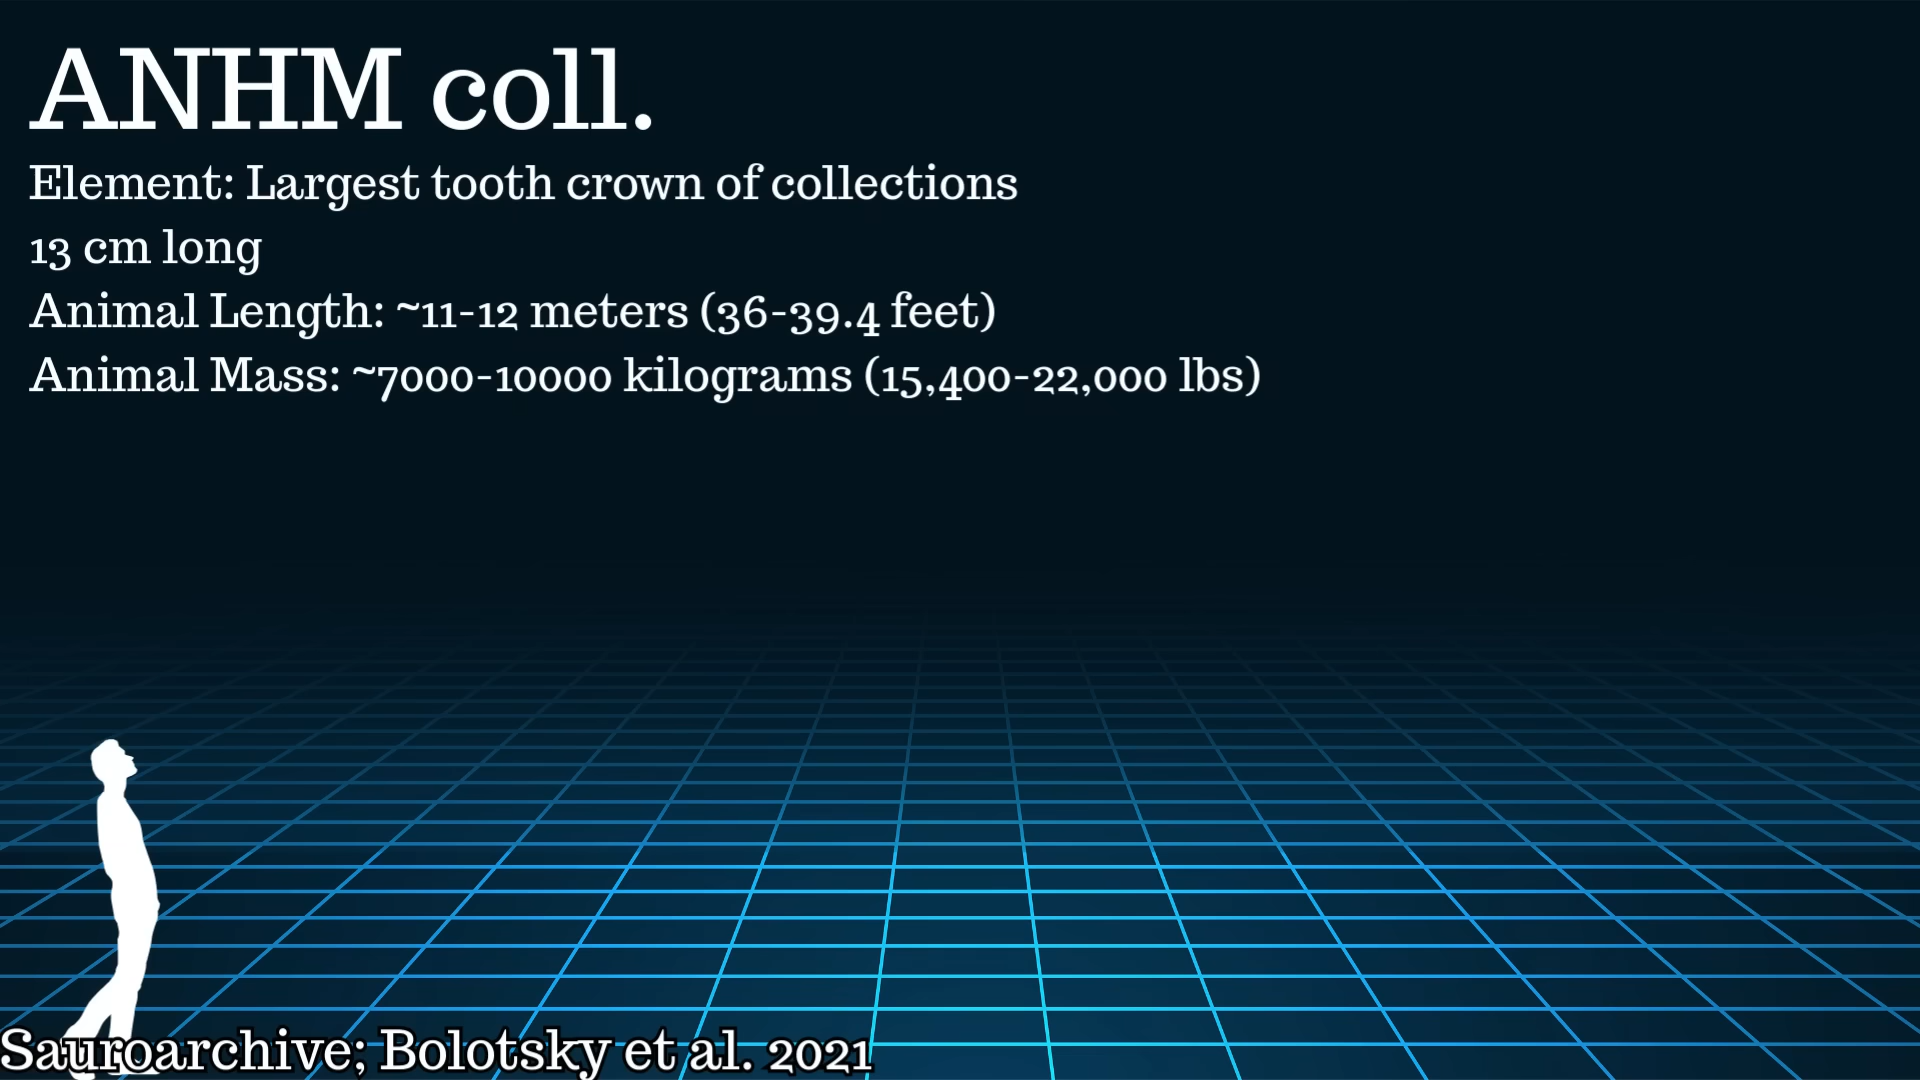 ANHM coll.
Element: Largest tooth crown of collections
13 cm long
Animal Length: ~11-12 meters (36-39.4 feet)
Animal Mass: ~7000-10000 kilograms (15,400-22,000 lbs)
Sauroarchive; Bolotsky et al. 2021